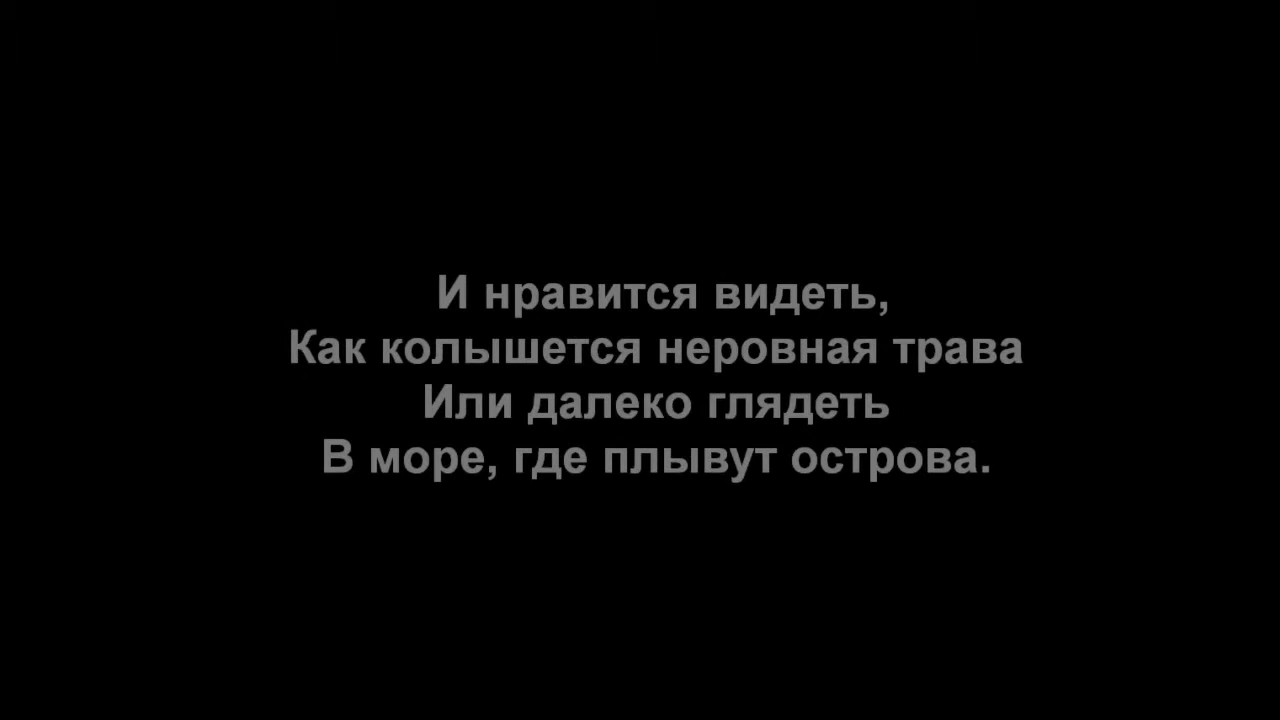 И нравится видеть,
Как колышется неровная трава
Или далеко глядеть
В море, где плывут острова.